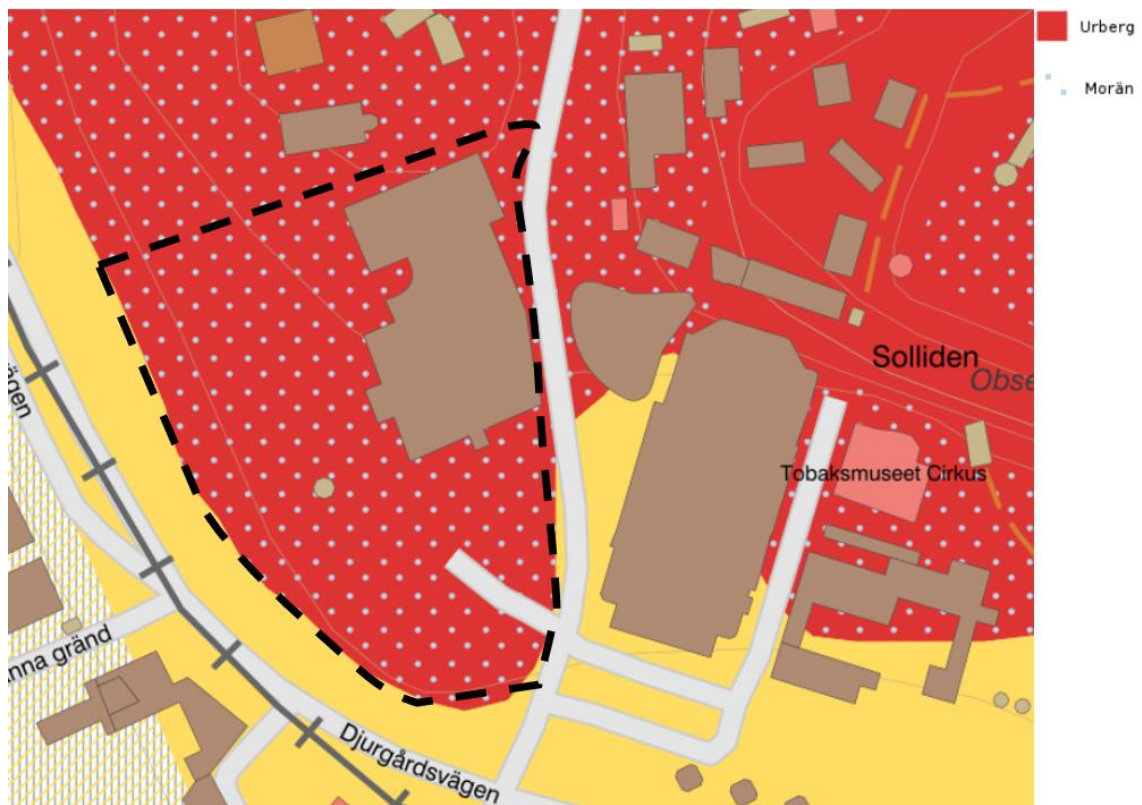 Urberg
Morän
Solliden
Obse
Tobaksmuseet Cirkus
ägen
nna gränd
Djurgårdsvägen